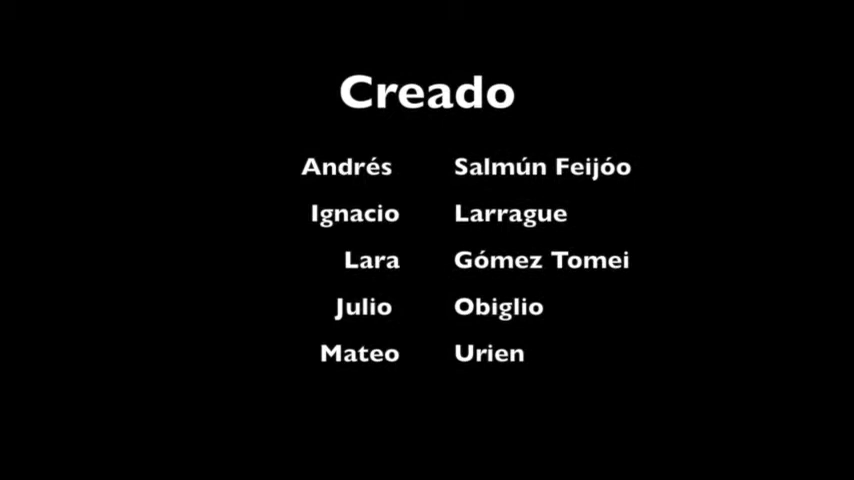 Creado
Andrés Salmún Feijóo
Ignacio Larrague
Lara Gómez Tomei
Julio Obiglio
Mateo Urien